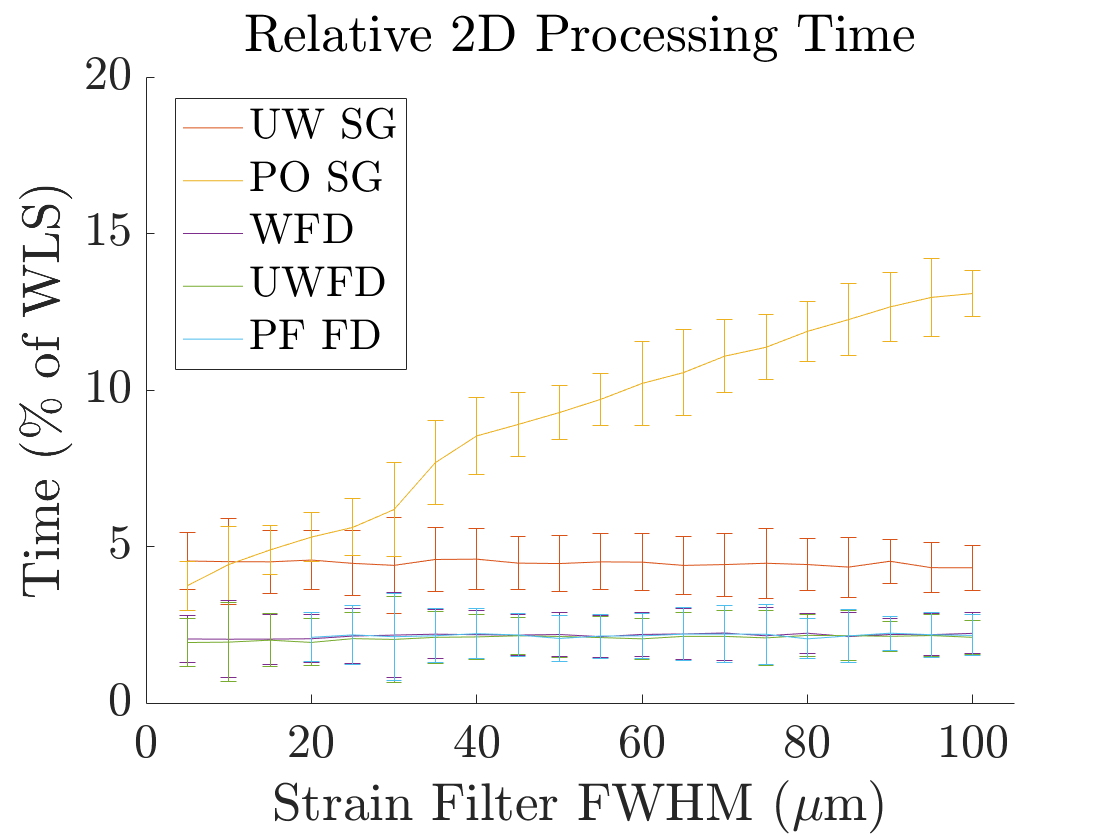 Relative 2D Processing Time
20
15
10
5
0
Time (% of WLS)
UW SG
PO SG
WFD
UWFD
PF FD
0 20 40 60 80 100
Strain Filter FWHM (μm)